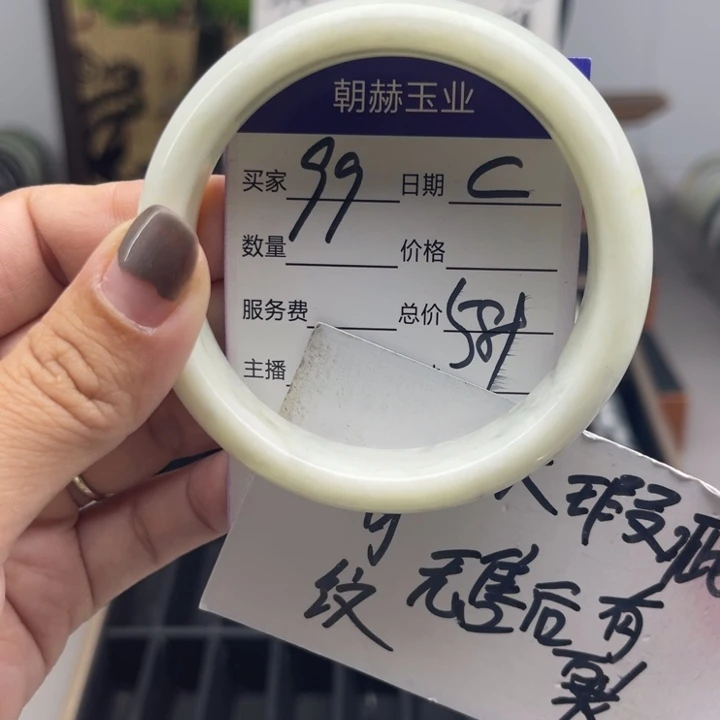 朝赫玉业
买家 99 日期 C
数量 价格
服务费 总价 581
主播
瑕疵
纹 无售后有